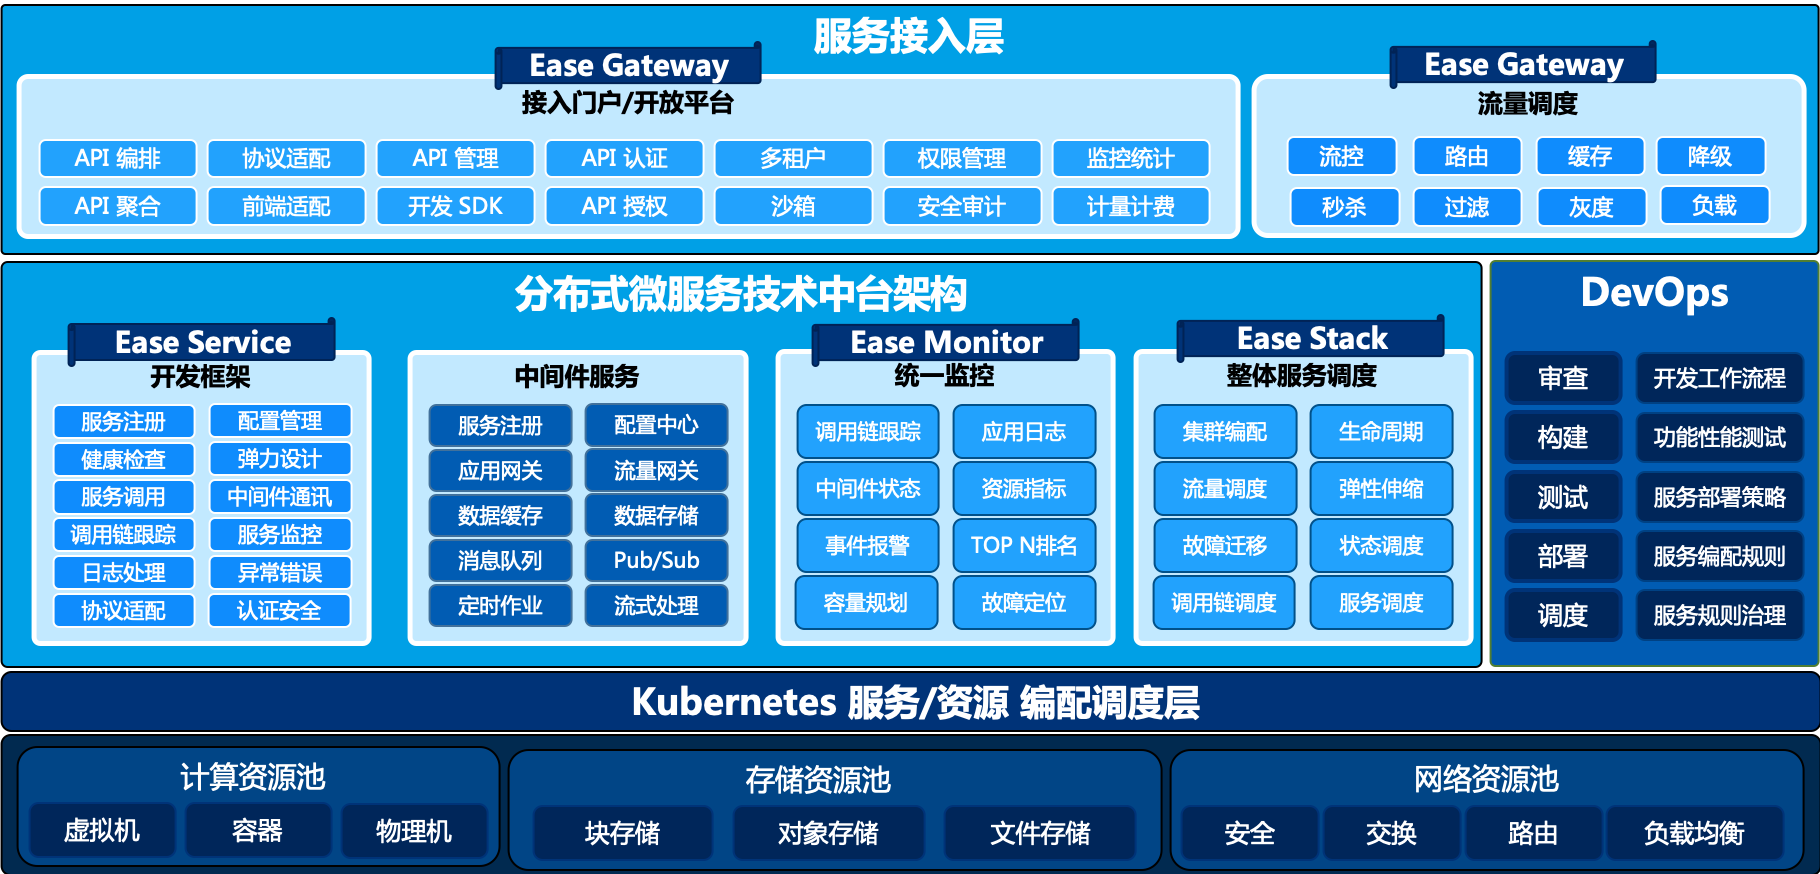 服务接入层
Ease Gateway
接入门户/开放平台
API 编排 协议适配 API 管理 API 认证 多租户 权限管理 监控统计
API 聚合 前端适配 开发 SDK API 授权 沙箱 安全审计 计量计费
Ease Gateway
流量调度
流控 路由 缓存 降级
秒杀 过滤 灰度 负载
分布式微服务技术中台架构
Ease Service
开发框架
服务注册 配置管理
健康检查 弹力设计
服务调用 中间件通讯
调用链跟踪 服务监控
日志处理 异常错误
协议适配 认证安全
中间件服务
服务注册 配置中心
应用网关 流量网关
数据缓存 数据存储
消息队列 Pub/Sub
定时作业 流式处理
Ease Monitor
统一监控
调用链跟踪 应用日志
中间件状态 资源指标
事件报警 TOP N排名
容量规划 故障定位
Ease Stack
整体服务调度
集群编配 生命周期
流量调度 弹性伸缩
故障迁移 状态调度
调用链调度 服务调度
DevOps
审查 开发工作流程
构建 功能性能测试
测试 服务部署策略
部署 服务编配规则
调度 服务规则治理
Kubernetes 服务/资源 编配调度层
计算资源池
虚拟机 容器 物理机
存储资源池
块存储 对象存储 文件存储
网络资源池
安全 交换 路由 负载均衡